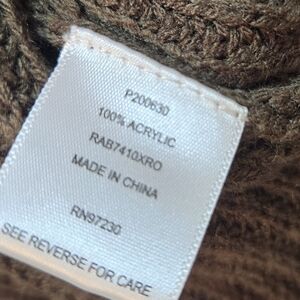 P200630
100% ACRYLIC
RAB7410XRO
MADE IN CHINA
RN97230
SEE REVERSE FOR CARE